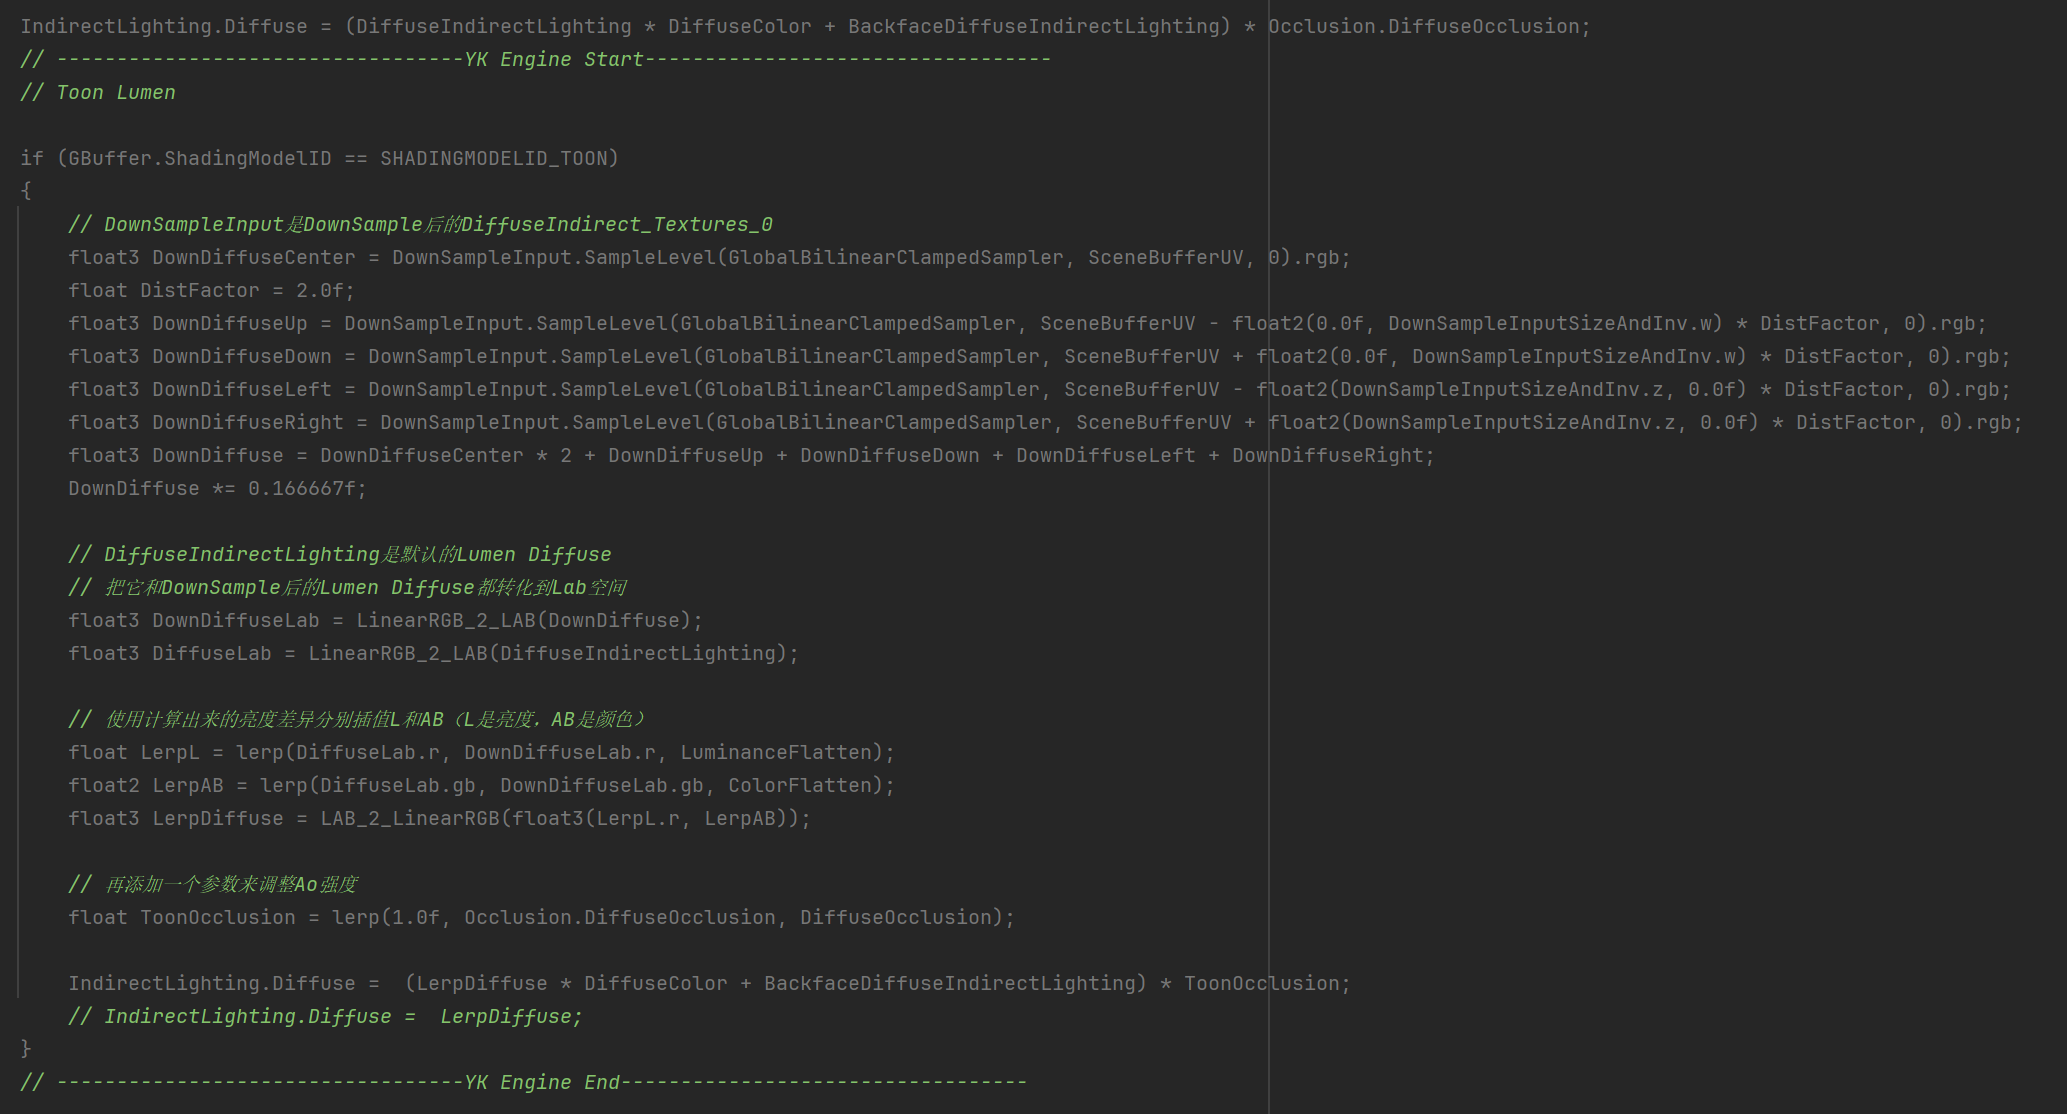 IndirectLighting.Diffuse = (DiffuseIndirectLighting * DiffuseColor + BackfaceDiffuseIndirectLighting) * Occlusion.DiffuseOcclusion;
// ----------------------------------YK Engine Start----------------------------------
// Toon Lumen
if (GBuffer.ShadingModelID == SHADINGMODELID_TOON)
{
// DownSampleInput是DownSample后的DiffuseIndirect_Textures_0
float3 DownDiffuseCenter = DownSampleInput.SampleLevel(GlobalBilinearClampedSampler, SceneBufferUV, 0).rgb;
float DistFactor = 2.0f;
float3 DownDiffuseUp = DownSampleInput.SampleLevel(GlobalBilinearClampedSampler, SceneBufferUV - float2(0.0f, DownSampleInputSizeAndInv.w) * DistFactor, 0).rgb;
float3 DownDiffuseDown = DownSampleInput.SampleLevel(GlobalBilinearClampedSampler, SceneBufferUV + float2(0.0f, DownSampleInputSizeAndInv.w) * DistFactor, 0).rgb;
float3 DownDiffuseLeft = DownSampleInput.SampleLevel(GlobalBilinearClampedSampler, SceneBufferUV - float2(DownSampleInputSizeAndInv.z, 0.0f) * DistFactor, 0).rgb;
float3 DownDiffuseRight = DownSampleInput.SampleLevel(GlobalBilinearClampedSampler, SceneBufferUV + float2(DownSampleInputSizeAndInv.z, 0.0f) * DistFactor, 0).rgb;
float3 DownDiffuse = DownDiffuseCenter * 2 + DownDiffuseUp + DownDiffuseDown + DownDiffuseLeft + DownDiffuseRight;
DownDiffuse *= 0.166667f;
// DiffuseIndirectLighting是默认的Lumen Diffuse
// 把它和DownSample后的Lumen Diffuse都转化到Lab空间
float3 DownDiffuseLab = LinearRGB_2_LAB(DownDiffuse);
float3 DiffuseLab = LinearRGB_2_LAB(DiffuseIndirectLighting);
// 使用计算出来的亮度差异分别插值L和AB（L是亮度，AB是颜色）
float LerpL = lerp(DiffuseLab.r, DownDiffuseLab.r, LuminanceFlatten);
float2 LerpAB = lerp(DiffuseLab.gb, DownDiffuseLab.gb, ColorFlatten);
float3 LerpDiffuse = LAB_2_LinearRGB(float3(LerpL.r, LerpAB));
// 再添加一个参数来调整Ao强度
float ToonOcclusion = lerp(1.0f, Occlusion.DiffuseOcclusion, DiffuseOcclusion);
IndirectLighting.Diffuse =  (LerpDiffuse * DiffuseColor + BackfaceDiffuseIndirectLighting) * ToonOcclusion;
// IndirectLighting.Diffuse =  LerpDiffuse;
}
// ----------------------------------YK Engine End----------------------------------